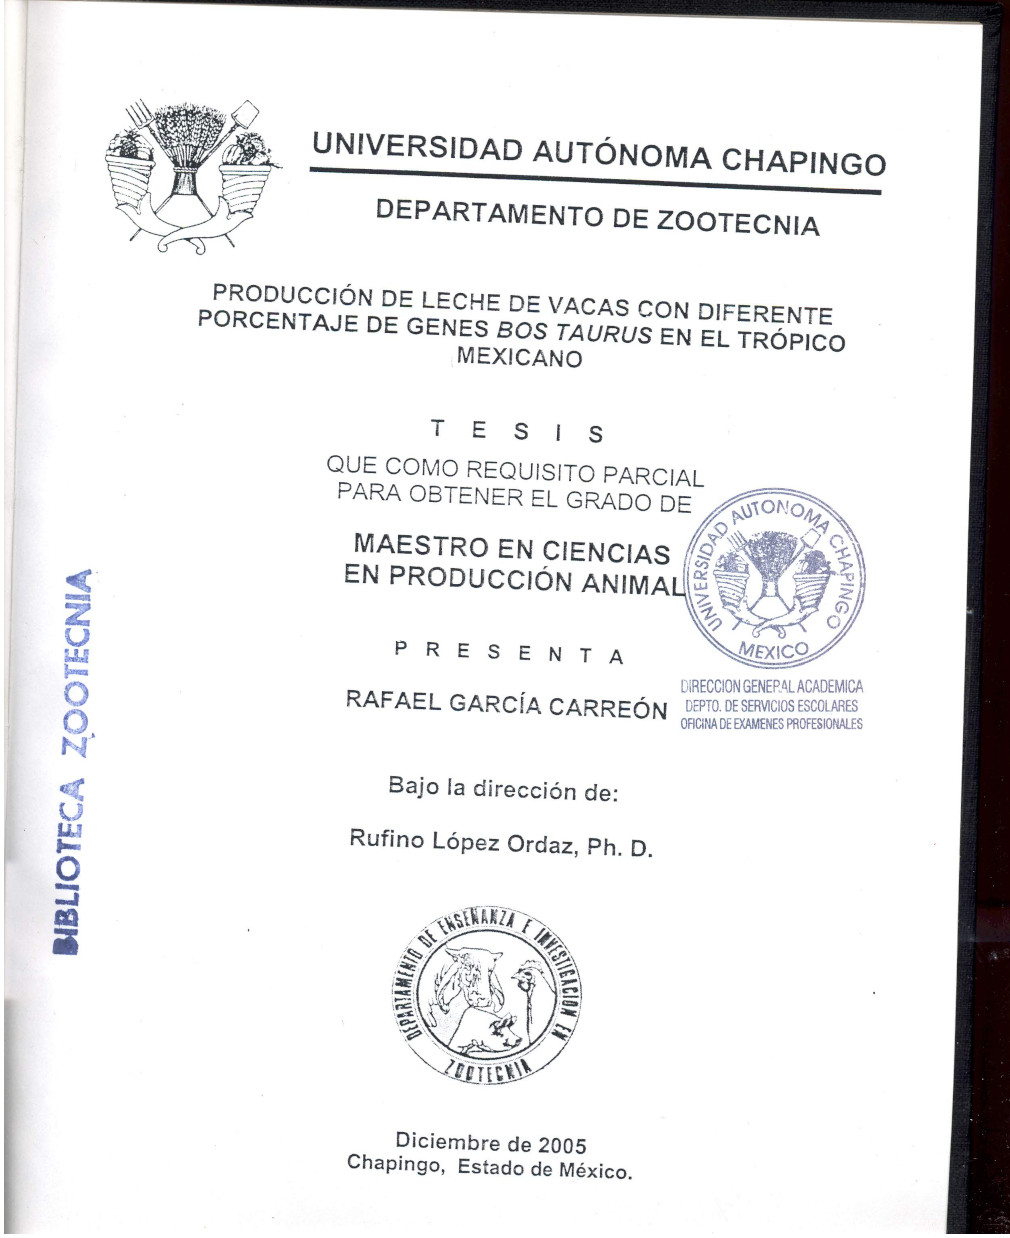 UNIVERSIDAD AUTÓNOMA CHAPINGO
DEPARTAMENTO DE ZOOTECNIA
PRODUCCIÓN DE LECHE DE VACAS CON DIFERENTE
PORCENTAJE DE GENES BOS TAURUS EN EL TRÓPICO
MEXICANO
T E S I S
QUE COMO REQUISITO PARCIAL
PARA OBTENER EL GRADO DE
MAESTRO EN CIENCIAS
EN PRODUCCIÓN ANIMAL
UNIVERSIDAD AUTONOMA CHAPINGO
MEXICO
DIRECCION GENERAL ACADEMICA
DEPTO. DE SERVICIOS ESCOLARES
OFICINA DE EXAMENES PROFESIONALES
P R E S E N T A
RAFAEL GARCÍA CARREÓN
Bajo la dirección de:
Rufino López Ordaz, Ph. D.
DEPARTAMENTO DE ENSEÑANZA E INVESTIGACION EN
ZOOTECNIA
Diciembre de 2005
Chapingo, Estado de México.
BIBLIOTECA ZOOTECNIA